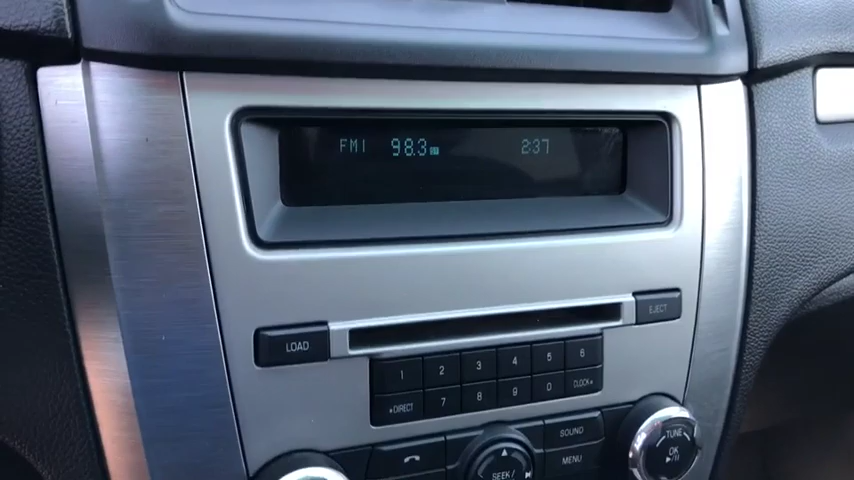 FM1 98.3 2:37
LOAD EJECT
1 2 3 4 5 6
*DIRECT 7 8 9 0 CLOCK
SOUND
MENU
SEEK
TUNE
OK